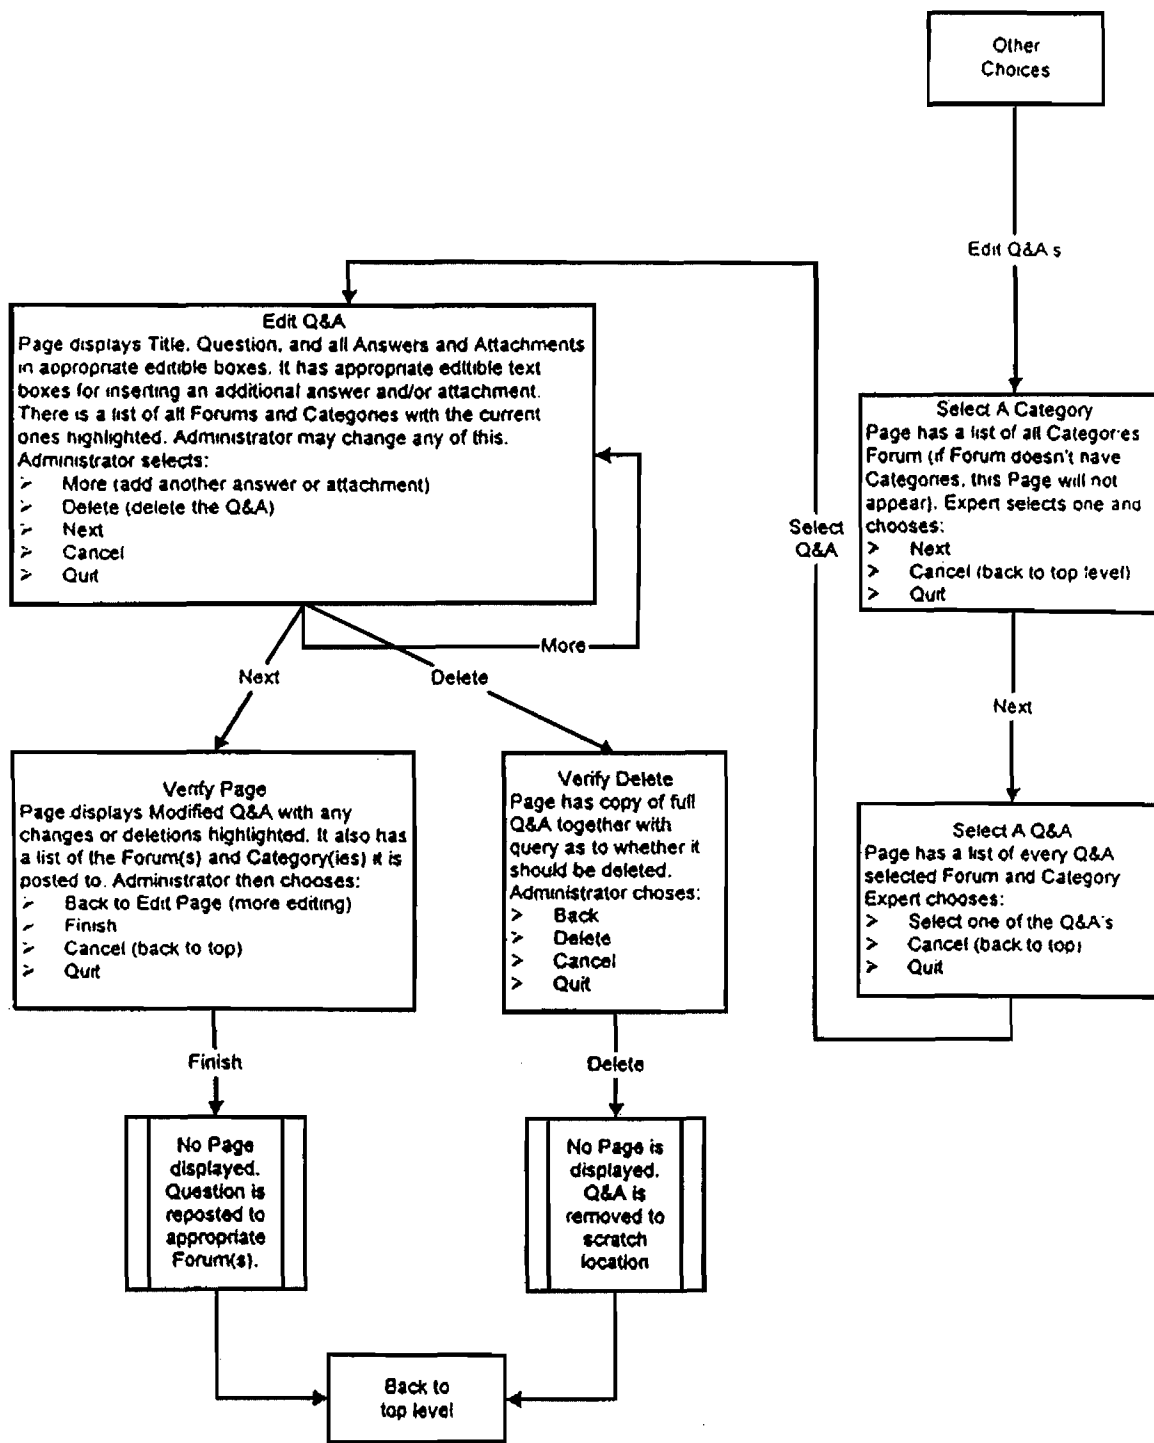 Other
Choices
Edit Q&A s
Edit Q&A
Page displays Title, Question, and all Answers and Attachments
in appropriate editible boxes. It has appropriate edltible text
boxes for inserting an additional answer and/or attachment.
There is a list of all Forums and Categories with the current
ones highlighted. Administrator may change any of this.
Administrator selects:
➢ More (add another answer or attachment)
➢ Delete (delete the Q&A)
➢ Next
➢ Cancel
➢ Quit
Select
Q&A
Select A Category
Page has a list of all Categories
Forum (if Forum doesn't have
Categories, this Page will not
appear). Expert selects one and
chooses:
> Next
> Cancel (back to top level)
> Quit
More
Next
Delete
Next
Verify Page
Page displays Modified Q&A with any
changes or deletions highlighted. It also has
a list of the Forum(s) and Category(ies) it is
posted to. Administrator then chooses:
➢ Back to Edit Page (more editing)
➢ Finish
➢ Cancel (back to top)
➢ Quit
Verify Delete
Page has copy of full
Q&A together with
query as to whether it
should be deleted.
Administrator choses:
> Back
> Delete
> Cancel
> Quit
Select A Q&A
Page has a list of every Q&A
selected Forum and Category
Expert chooses:
> Select one of the Q&A's
> Cancel (back to top)
> Quit
Finish
Delete
No Page
displayed.
Question is
reposted to
appropriate
Forum(s).
No Page is
displayed.
Q&A is
removed to
scratch
location
Back to
top level